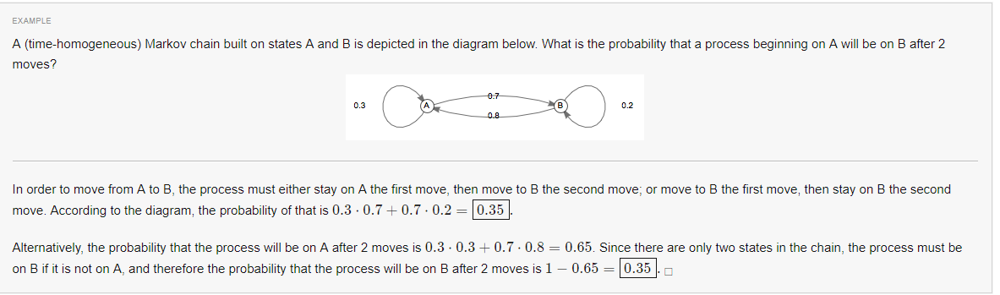 EXAMPLE
A (time-homogeneous) Markov chain built on states A and B is depicted in the diagram below. What is the probability that a process beginning on A will be on B after 2
moves?
0.3 A 0.7 B 0.2
0.8
In order to move from A to B, the process must either stay on A the first move, then move to B the second move; or move to B the first move, then stay on B the second
move. According to the diagram, the probability of that is 0.3 · 0.7 + 0.7 · 0.2 = 0.35.
Alternatively, the probability that the process will be on A after 2 moves is 0.3 · 0.3 + 0.7 · 0.8 = 0.65. Since there are only two states in the chain, the process must be
on B if it is not on A, and therefore the probability that the process will be on B after 2 moves is 1 − 0.65 = 0.35. □